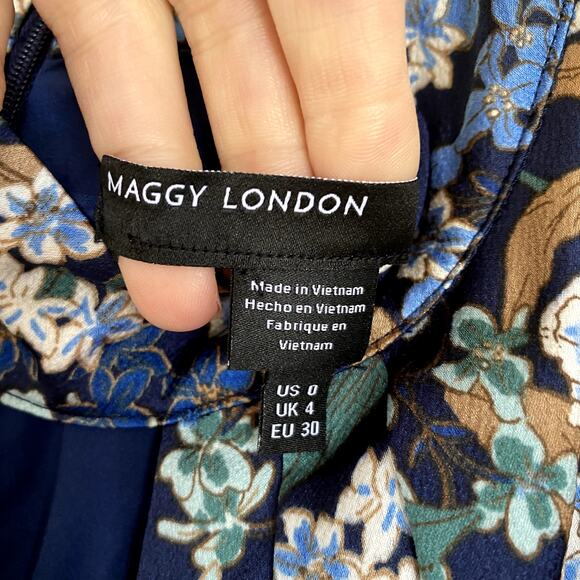 MAGGY LONDON
Made in Vietnam
Hecho en Vietnam
Fabrique en
Vietnam
US 0
UK 4
EU 30